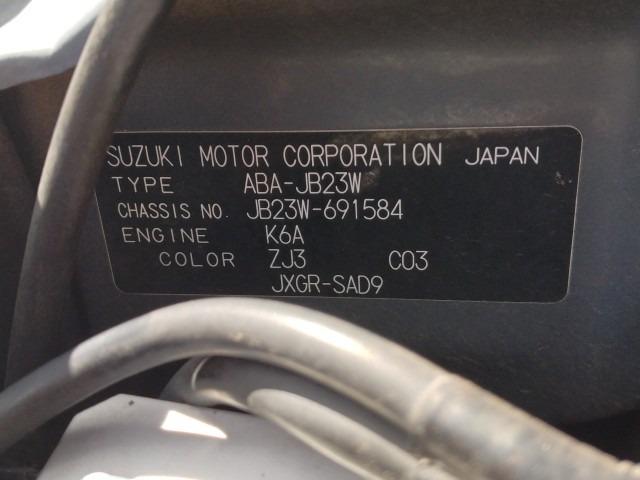 SUZUKI MOTOR CORPORATION JAPAN
TYPE ABA-JB23W
CHASSIS NO. JB23W-691584
ENGINE K6A
COLOR ZJ3 C03
JXGR-SAD9